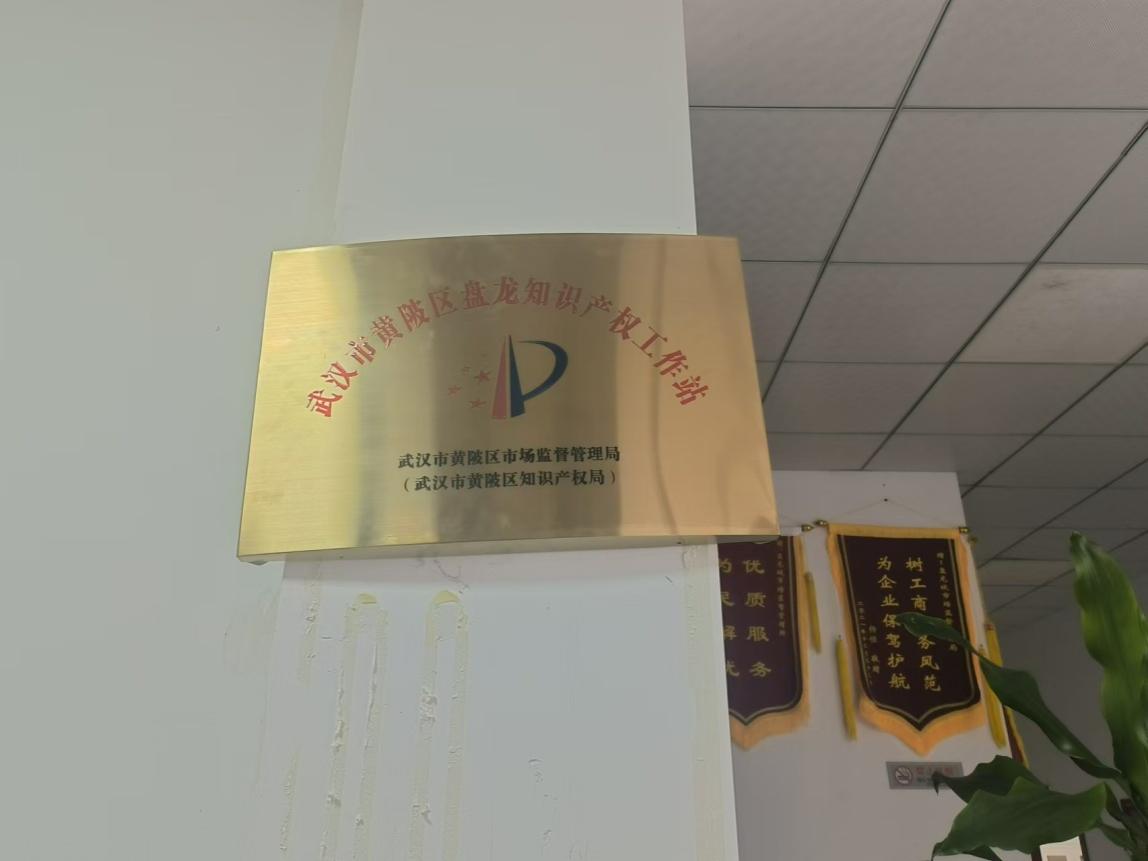 武汉市黄陂区盘龙知识产权工作站
武汉市黄陂区市场监督管理局
(武汉市黄陂区知识产权局)
优质服务
树工商
务风范
为企业保驾护航